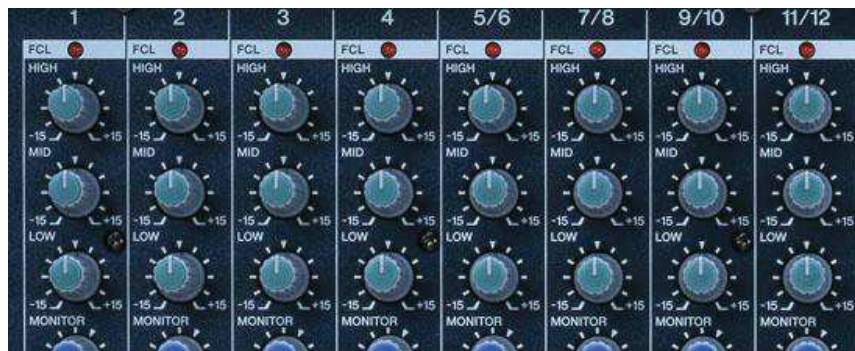 1 2 3 4 5/6 7/8 9/10 11/12
FCL FCL FCL FCL FCL FCL FCL FCL
HIGH HIGH HIGH HIGH HIGH HIGH HIGH HIGH
-15 +15 -15 +15 -15 +15 -15 +15 -15 +15 -15 +15 -15 +15 -15 +15
MID MID MID MID MID MID MID MID
-15 +15 -15 +15 -15 +15 -15 +15 -15 +15 -15 +15 -15 +15 -15 +15
LOW LOW LOW LOW LOW LOW LOW LOW
-15 +15 -15 +15 -15 +15 -15 +15 -15 +15 -15 +15 -15 +15 -15 +15
MONITOR MONITOR MONITOR MONITOR MONITOR MONITOR MONITOR MONITOR